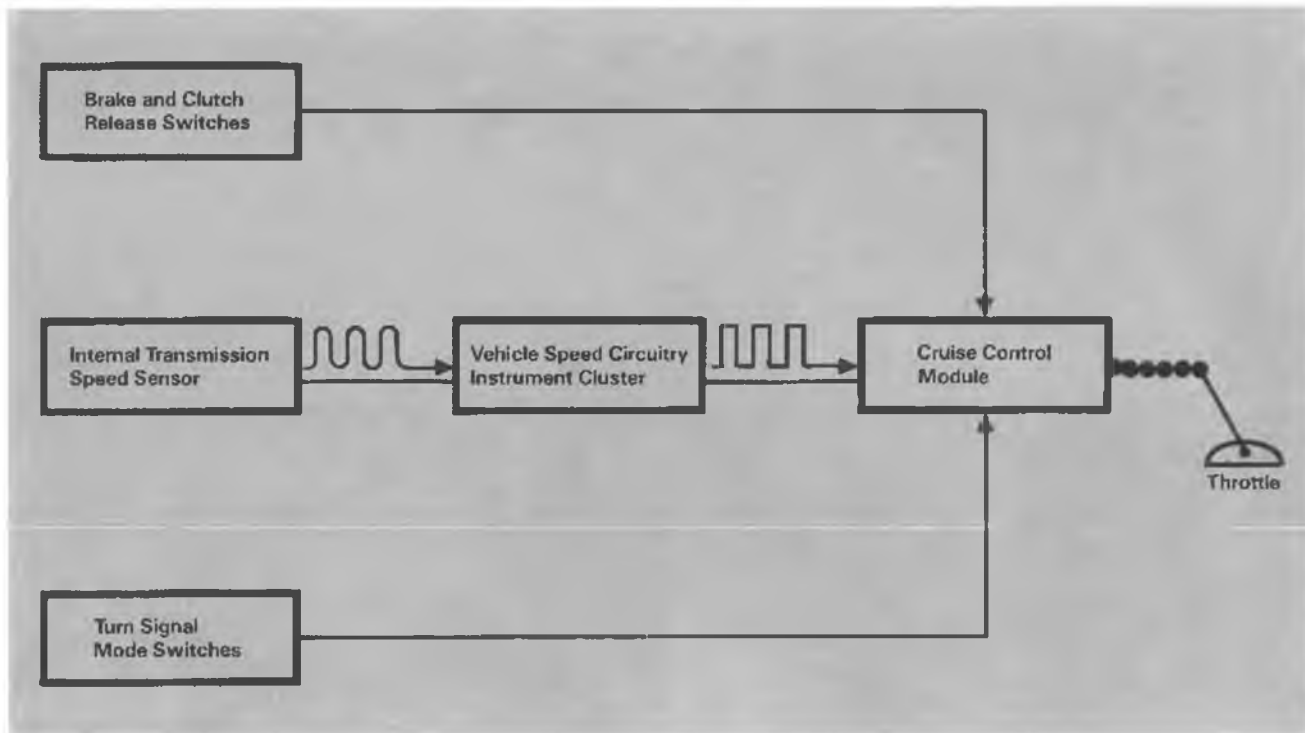 Brake and Clutch
Release Switches
Internal Transmission
Speed Sensor
Vehicle Speed Circuitry
Instrument Cluster
Cruise Control
Module
Throttle
Turn Signal
Mode Switches